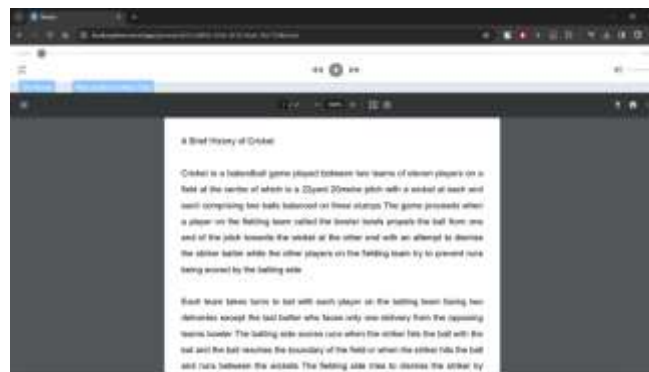 A Brief History of Cricket
Cricket is a batandball game played between two teams of eleven players on a
field at the centre of which is a 22yard 20metre pitch with a wicket at each end
each comprising two bails balanced on three stumps The game proceeds when
a player on the fielding team called the bowler bowls propels the ball from one
end of the pitch towards the wicket at the other end with an attempt to dismiss
the striker batter while the other players on the fielding team try to prevent runs
being scored by the batting side
Each team takes turns to bat with each player on the batting team facing two
deliveries except the last batter who faces only one delivery from the opposing
teams bowler The batting side scores runs when the striker hits the ball with the
bat and the ball reaches the boundary of the field or when the striker hits the ball
and runs between the wickets The fielding side tries to dismiss the striker by